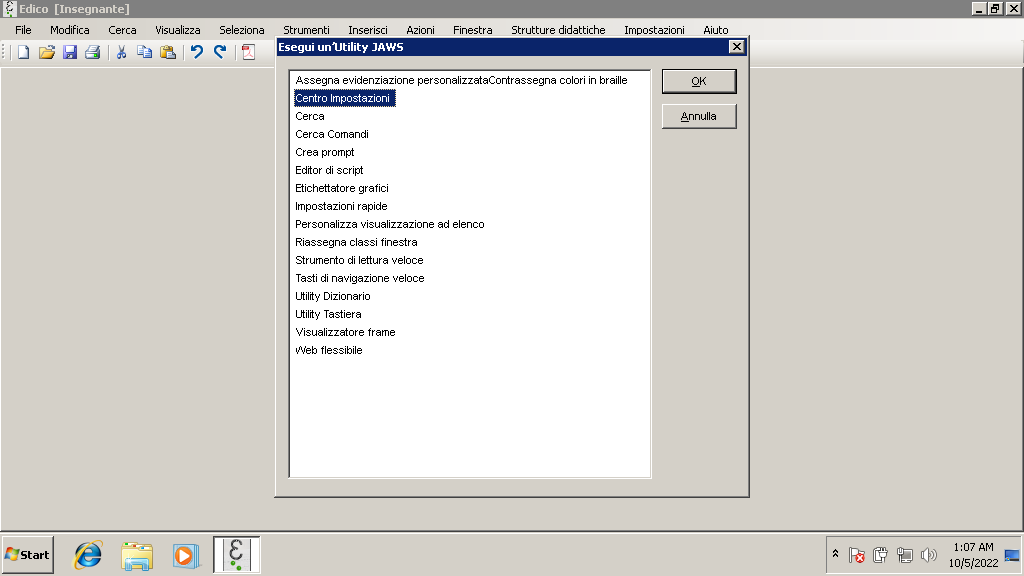 Edico [Insegnante]
File Modifica Cerca Visualizza Seleziona Strumenti Inserisci Azioni Finestra Strutture didattiche Impostazioni Aiuto
Esegui un'Utility JAWS
Assegna evidenziazione personalizzataContrassegna colori in braille
Centro Impostazioni
Cerca
Cerca Comandi
Crea prompt
Editor di script
Etichettatore grafici
Impostazioni rapide
Personalizza visualizzazione ad elenco
Riassegna classi finestra
Strumento di lettura veloce
Tasti di navigazione veloce
Utility Dizionario
Utility Tastiera
Visualizzatore frame
Web flessibile
OK
Annulla
Start
1:07 AM
10/5/2022